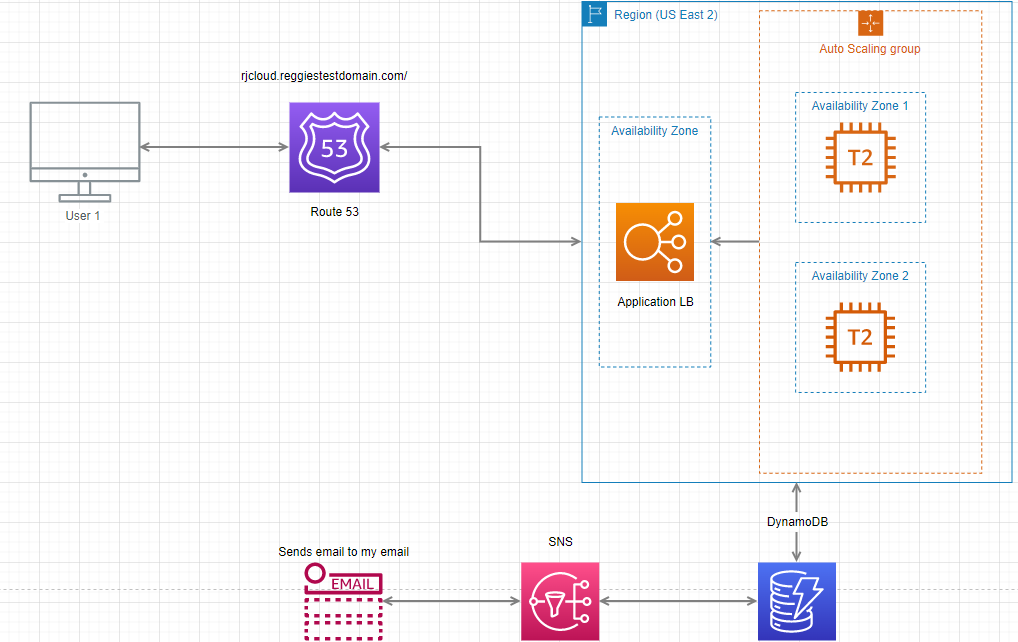 Region (US East 2)
Auto Scaling group
rjcloud.reggiestestdomain.com/
Availability Zone 1
Availability Zone
T2
53
User 1
Route 53
Availability Zone 2
Application LB
T2
DynamoDB
SNS
Sends email to my email
EMAIL